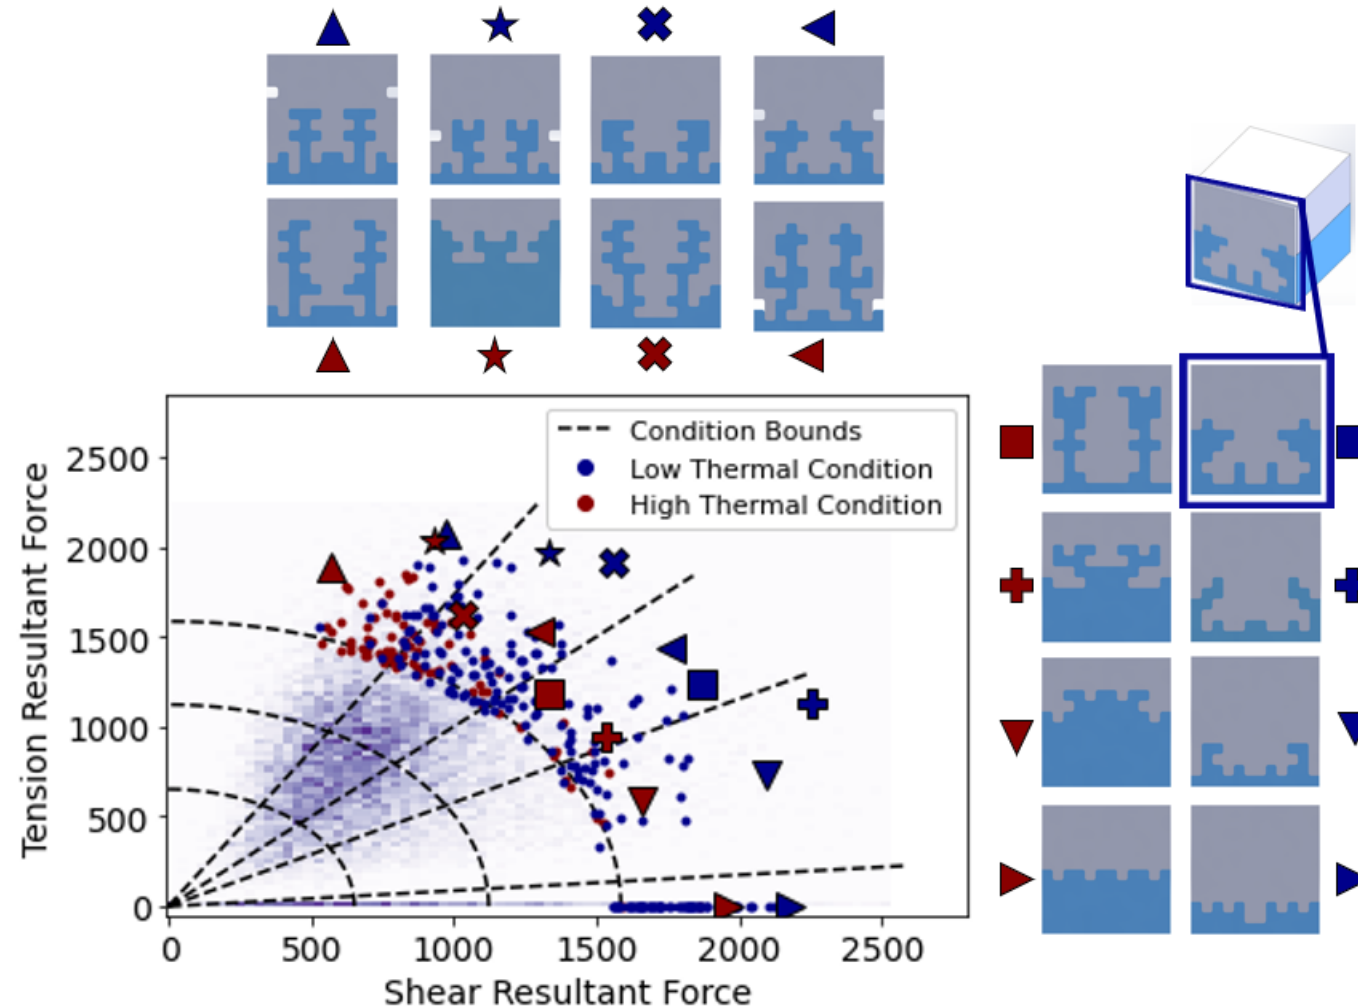 Condition Bounds
Low Thermal Condition
High Thermal Condition
Tension Resultant Force
2500
2000
1500
1000
500
0
0 500 1000 1500 2000 2500
Shear Resultant Force